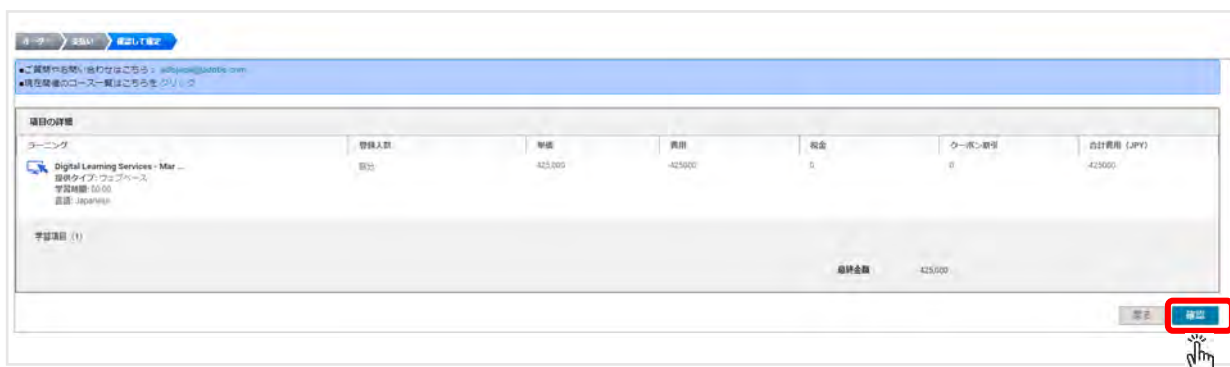 オーダー 支払い 確認して確定
■ご質問やお問い合わせはこちら：
■現在開催のコース一覧はこちらを クリック
項目の詳細
ラーニング 登録人数 単価 費用 税金 クーポン割引 合計費用 (JPY)
Digital Learning Services - Mar ... 自分 425,000 425000 0 0 425000
提供タイプ: ウェブベース
学習時間: 00:00
言語: Japanese
学習項目 (1)
最終金額 425,000
戻る 確認